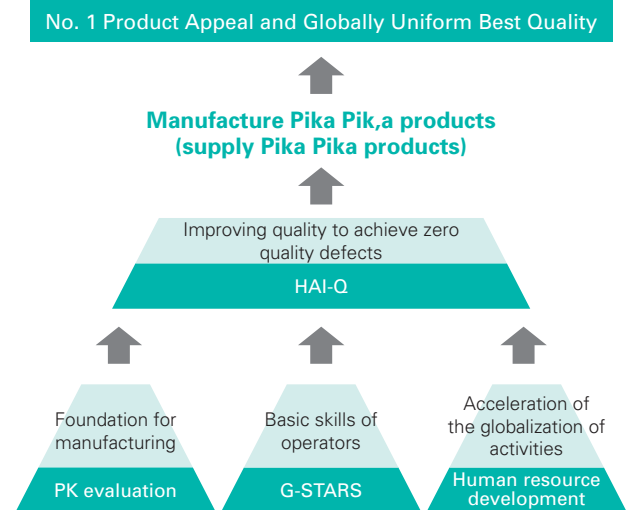 No. 1 Product Appeal and Globally Uniform Best Quality
Manufacture Pika Pik,a products
(supply Pika Pika products)
Improving quality to achieve zero
quality defects
HAI-Q
Foundation for
manufacturing
PK evaluation
Basic skills of
operators
G-STARS
Acceleration of
the globalization of
activities
Human resource
development